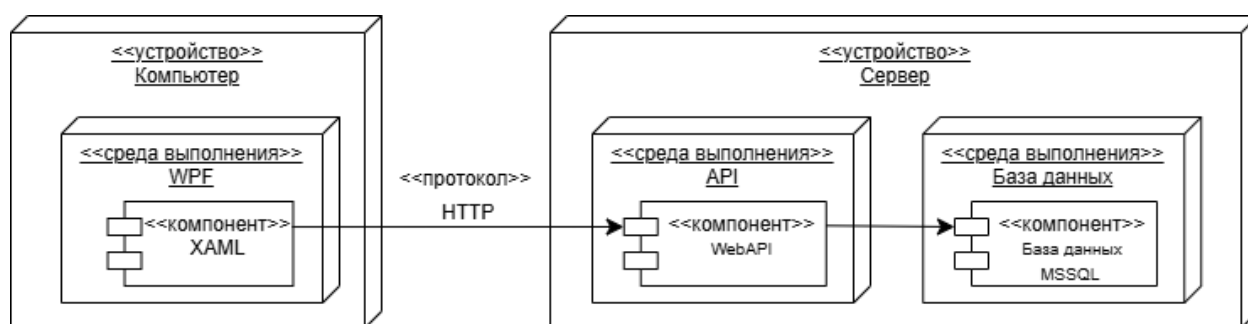 <<устройство>>
Компьютер
<<среда выполнения>>
WPF
<<компонент>>
XAML
<<протокол>>
HTTP
<<устройство>>
Сервер
<<среда выполнения>>
API
<<компонент>>
WebAPI
<<среда выполнения>>
База данных
<<компонент>>
База данных
MSSQL